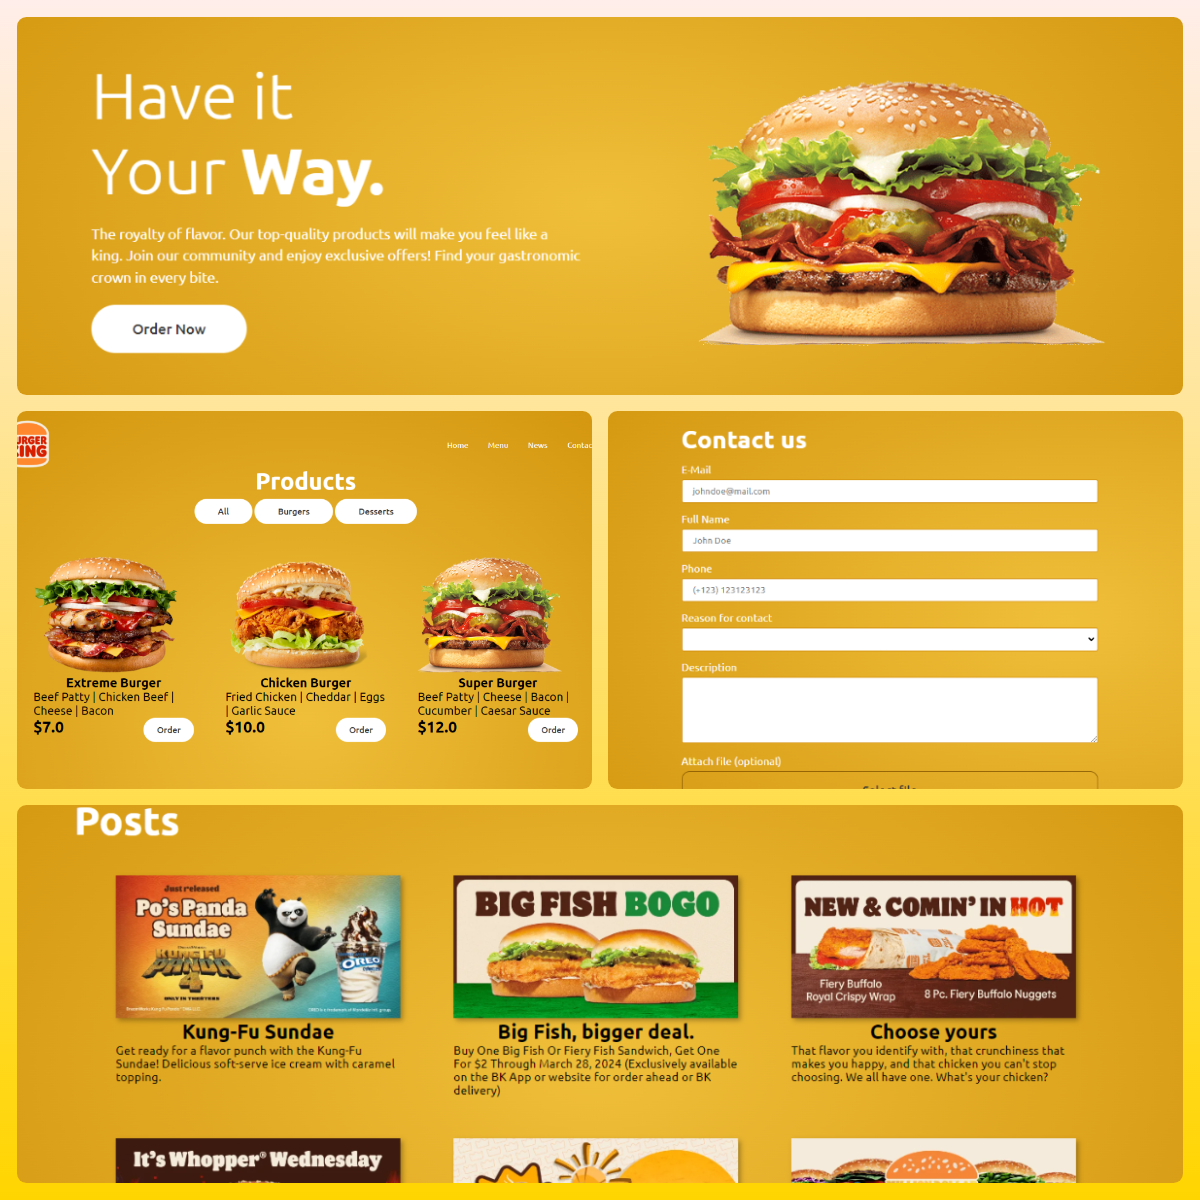 Have it
Your Way.
The royalty of flavor. Our top-quality products will make you feel like a
king. Join our community and enjoy exclusive offers! Find your gastronomic
crown in every bite.
Order Now
URGER
ING
Home Menu News Contac
Products
All Burgers Desserts
Extreme Burger
Beef Patty | Chicken Beef |
Cheese | Bacon
$7.0 Order
Chicken Burger
Fried Chicken | Cheddar | Eggs
| Garlic Sauce
$10.0 Order
Super Burger
Beef Patty | Cheese | Bacon |
Cucumber | Caesar Sauce
$12.0 Order
Contact us
E-Mail
johndoe@mail.com
Full Name
John Doe
Phone
(+123) 123123123
Reason for contact
Description
Attach file (optional)
Select file
Posts
Just released
Po's Panda
Sundae
KUNG FU
PANDA
4
ONLY IN THEATERS
OREO
Kung-Fu Sundae
Get ready for a flavor punch with the Kung-Fu
Sundae! Delicious soft-serve ice cream with caramel
topping.
BIG FISH BOGO
Big Fish, bigger deal.
Buy One Big Fish Or Fiery Fish Sandwich, Get One
For $2 Through March 28, 2024 (Exclusively available
on the BK App or website for order ahead or BK
delivery)
NEW & COMIN' IN HOT
Fiery Buffalo
Royal Crispy Wrap
8 Pc. Fiery Buffalo Nuggets
Choose yours
That flavor you identify with, that crunchiness that
makes you happy, and that chicken you can't stop
choosing. We all have one. What's your chicken?
It's Whopper® Wednesday